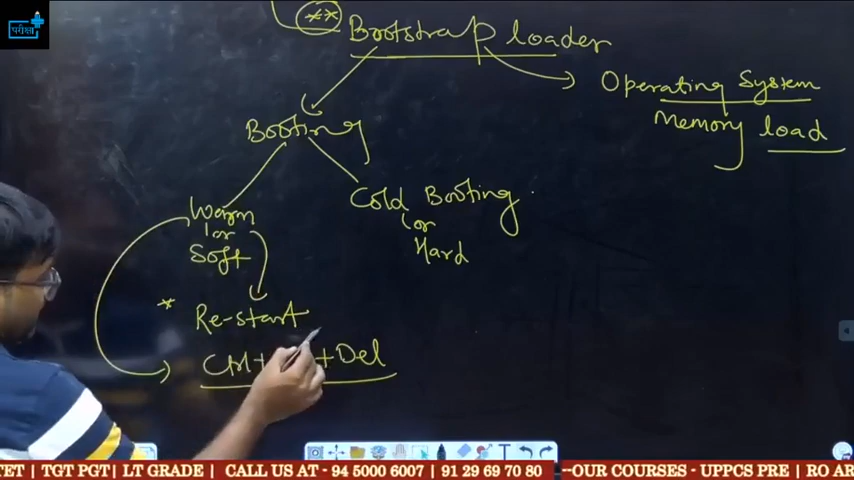 परीक्षा
** Bootstrap loader
Operating System
Memory load
Booting
Warm
or
Soft
Cold Booting
or
Hard
* Re-start
Ctrl+ +Del
TET | TGT PGT | LT GRADE | CALL US AT - 94 5000 6007 | 91 29 69 70 80 --OUR COURSES - UPPCS PRE | RO AR